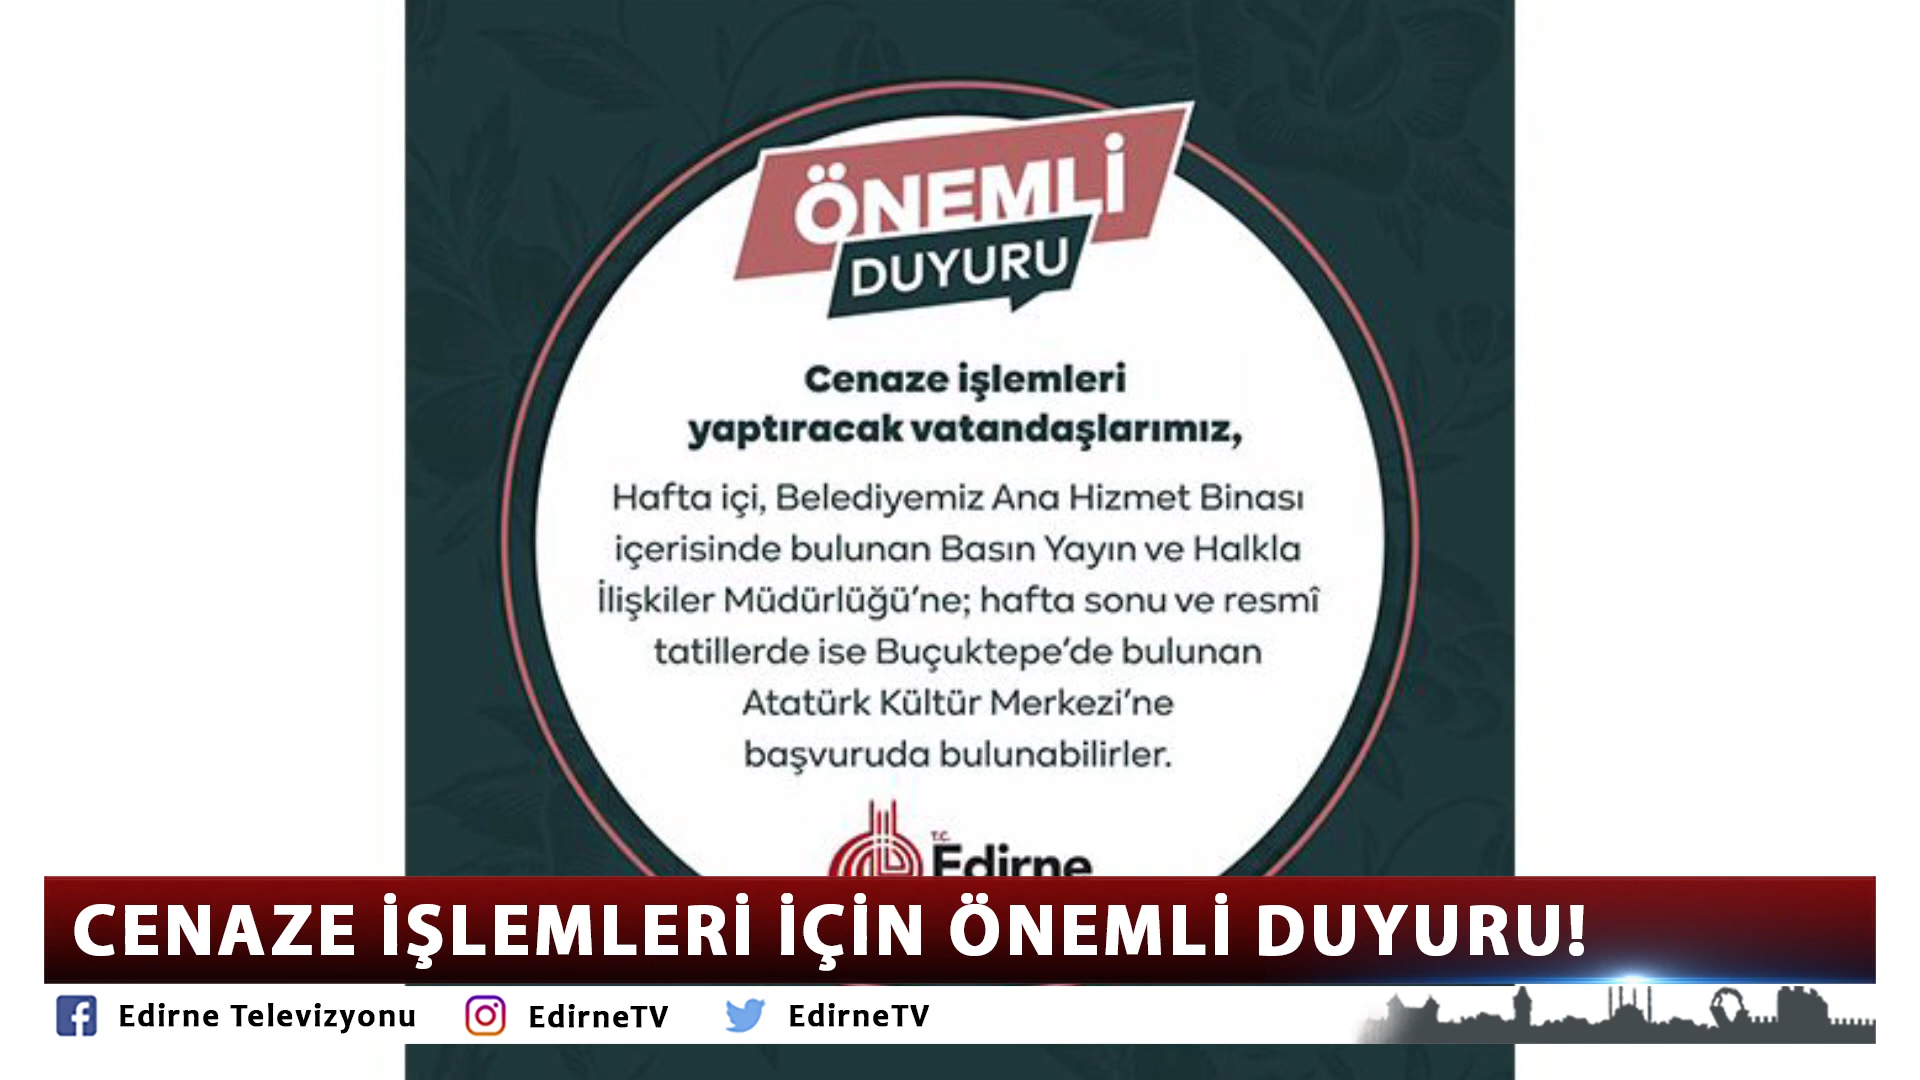 ÖNEMLİ
DUYURU
Cenaze işlemleri
yaptıracak vatandaşlarımız,
Hafta içi, Belediyemiz Ana Hizmet Binası
içerisinde bulunan Basın Yayın ve Halkla
İlişkiler Müdürlüğü’ne; hafta sonu ve resmî
tatillerde ise Buçuktepe’de bulunan
Atatürk Kültür Merkezi’ne
başvuruda bulunabilirler.
T.C.
Edirne
CENAZE İŞLEMLERİ İÇİN ÖNEMLİ DUYURU!
Edirne Televizyonu EdirneTV EdirneTV